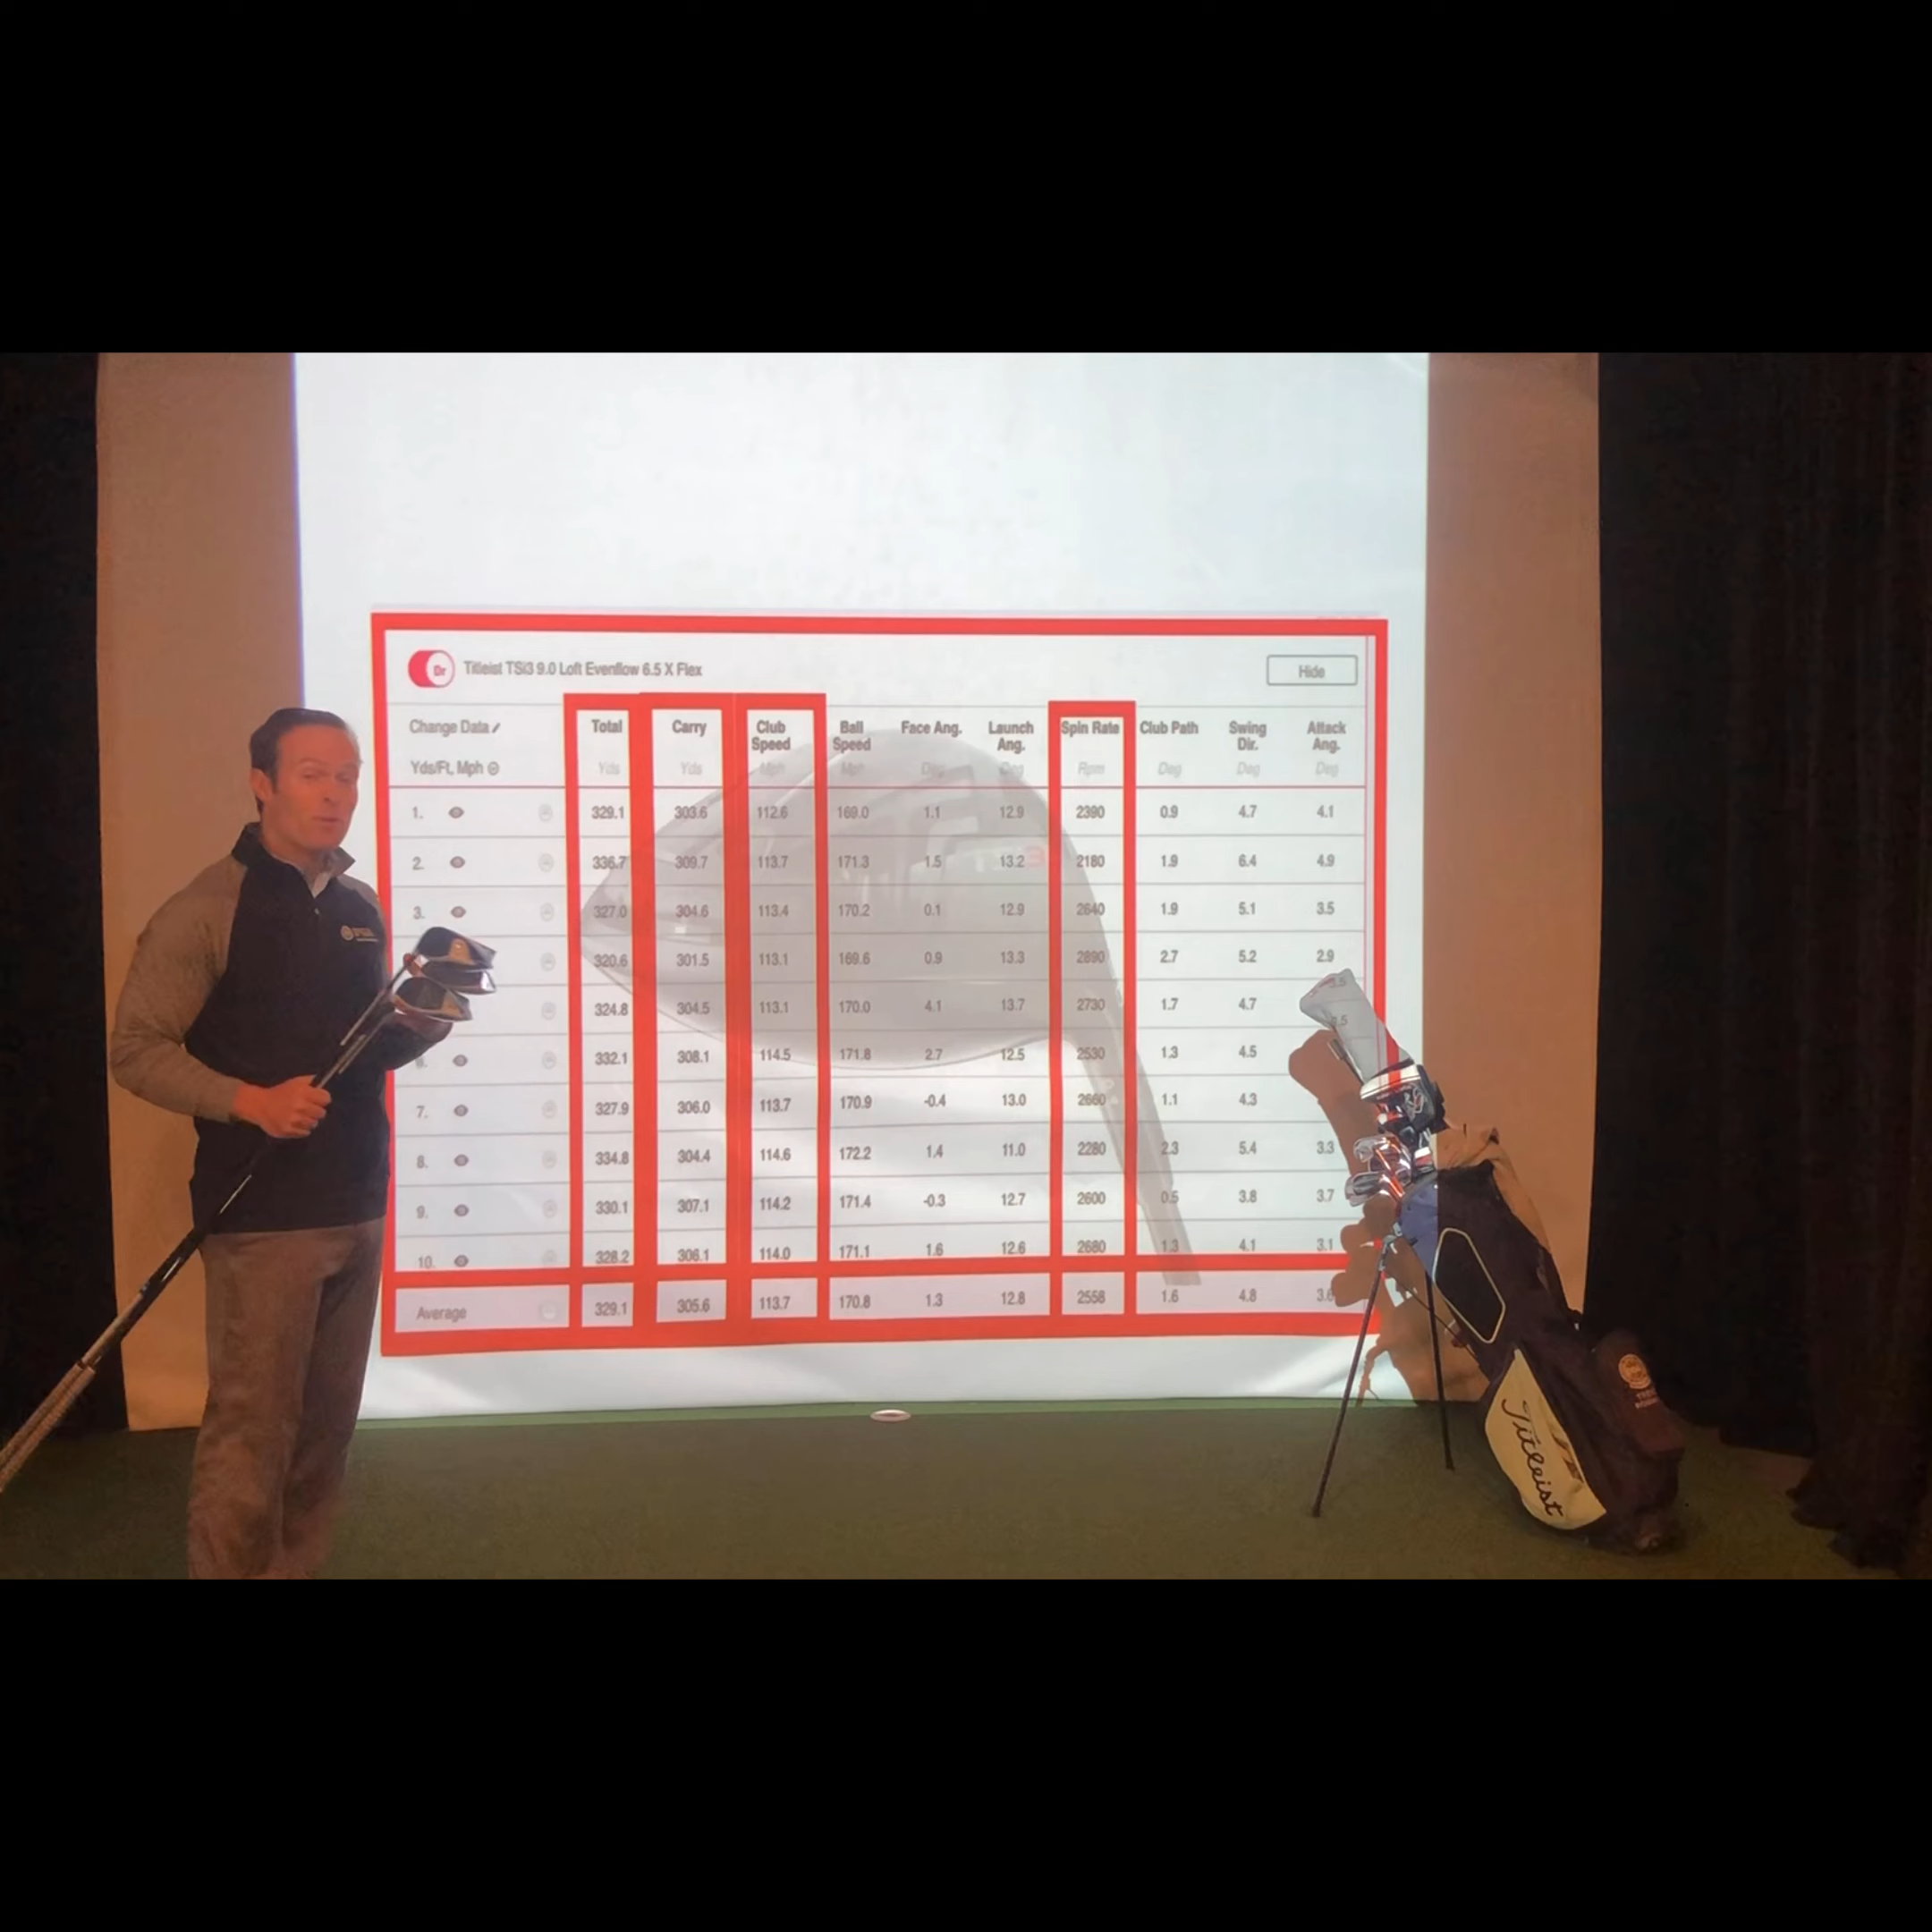 Dr Titleist TSi3 9.0 Loft Evenflow 6.5 X Flex Hide
Change Data Total Carry Club Speed Ball Speed Face Ang. Launch Ang. Spin Rate Club Path Swing Dir. Attack Ang.
Yds/Ft, Mph Yds Yds Mph Mph Deg Deg Rpm Deg Deg Deg
1. 329.1 303.6 112.6 169.0 1.1 12.9 2390 0.9 4.7 4.1
2. 336.7 309.7 113.7 171.3 1.5 13.2 2180 1.9 6.4 4.9
3. 327.0 304.6 113.4 170.2 0.1 12.9 2640 1.9 5.1 3.5
320.6 301.5 113.1 169.6 0.9 13.3 2890 2.7 5.2 2.9
324.8 304.5 113.1 170.0 4.1 13.7 2730 1.7 4.7
332.1 308.1 114.5 171.8 2.7 12.5 2530 1.3 4.5
7. 327.9 306.0 113.7 170.9 -0.4 13.0 2660 1.1 4.3
8. 334.8 304.4 114.6 172.2 1.4 11.0 2280 2.3 5.4 3.3
9. 330.1 307.1 114.2 171.4 -0.3 12.7 2600 0.5 3.8 3.7
10. 328.2 306.1 114.0 171.1 1.6 12.6 2680 1.3 4.1 3.1
Average 329.1 305.6 113.7 170.8 1.3 12.8 2558 1.6 4.8
Titleist